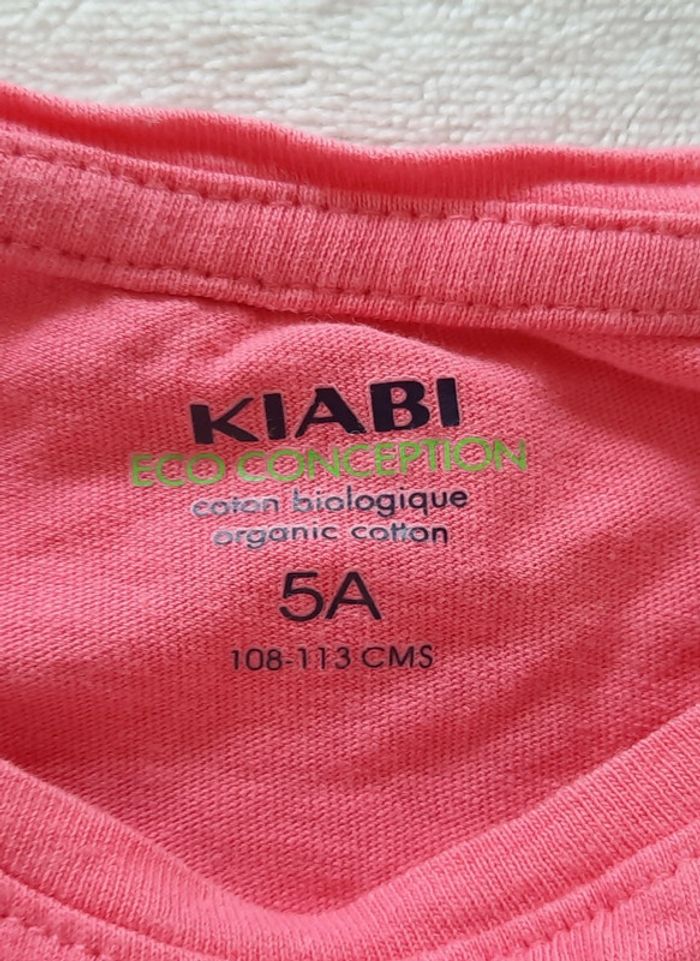 KIABI
ECO CONCEPTION
coton biologique
organic cotton
5A
108-113 CMS